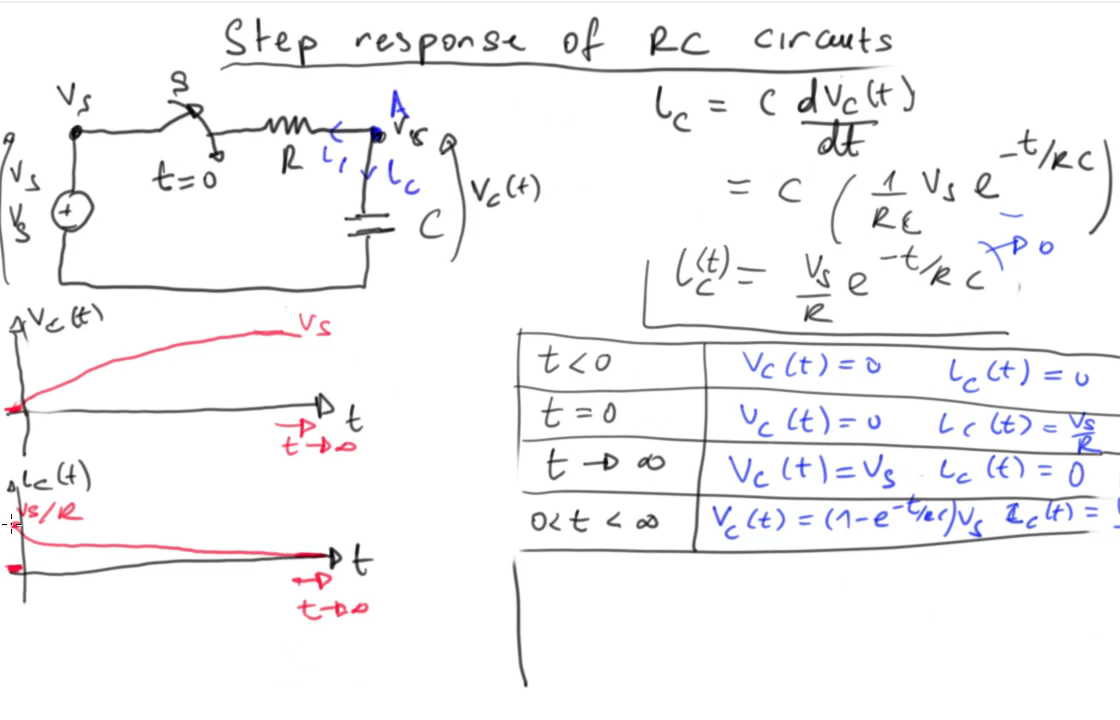 Step response of RC circuits
Vs
S
A
Vs
R
i₁
ic
t=0
Vs
Vs
+
C
Vc(t)
ic = C dVc(t)/dt
= C (1/RC Vs e^-t/RC)
→ 0
ic(t) = Vs/R e^-t/RC
Vc(t)
Vs
t
t→∞
ic(t)
Vs/R
t
t→∞
t<0 Vc(t)=0 ic(t)=0
t=0 Vc(t)=0 ic(t)=Vs/R
t→∞ Vc(t)=Vs ic(t)=0
0<t<∞ Vc(t)=(1-e^-t/RC)Vs ic(t)=